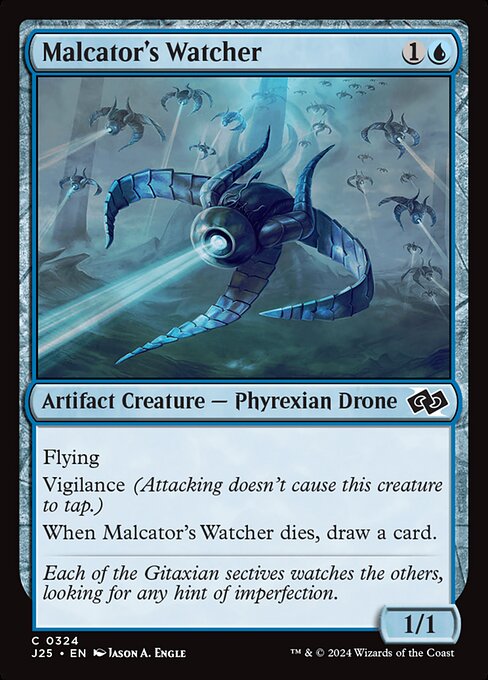 Malcator's Watcher 1
Artifact Creature — Phyrexian Drone
Flying
Vigilance (Attacking doesn't cause this creature
to tap.)
When Malcator's Watcher dies, draw a card.
Each of the Gitaxian sectives watches the others,
looking for any hint of imperfection.
1/1
C 0324
J25 • EN Jason A. Engle
™ & © 2024 Wizards of the Coast